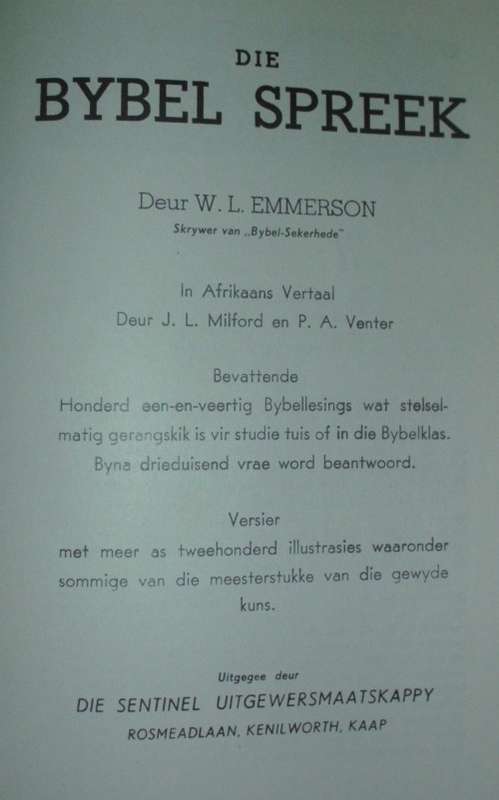 DIE
BYBEL SPREEK
Deur W. L. EMMERSON
Skrywer van „Bybel-Sekerhede"
In Afrikaans Vertaal
Deur J. L. Milford en P. A. Venter
Bevattende
Honderd een-en-veertig Bybellesings wat stelsel-
matig gerangskik is vir studie tuis of in die Bybelklas.
Byna drieduisend vrae word beantwoord.
Versier
met meer as tweehonderd illustrasies waaronder
sommige van die meesterstukke van die gewyde
kuns.
Uitgegee deur
DIE SENTINEL UITGEWERSMAATSKAPPY
ROSMEADLAAN, KENILWORTH, KAAP